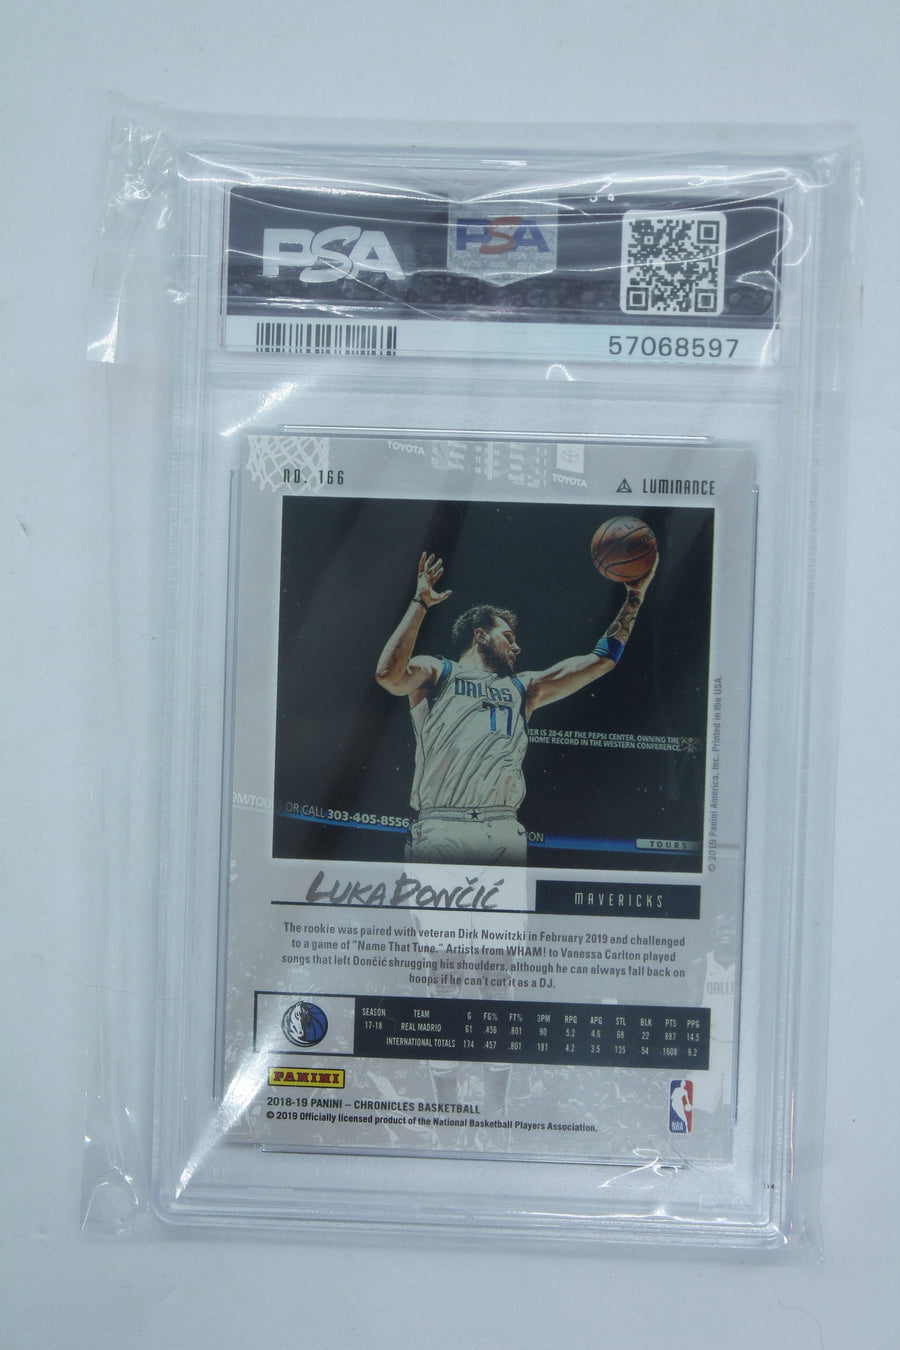 PSA
PSA
57068597
TOYOTA
TOYOTA
NO. 166
LUMINANCE
DALLAS
77
ER IS 28-6 AT THE PEPSI CENTER, OWNING THE
HOME RECORD IN THE WESTERN CONFERENCE.
OM/TOURS OR CALL 303-405-8556
ON
TOURS
© 2019 Panini America, Inc. Printed in the USA.
LUKA DONČIĆ
MAVERICKS
The rookie was paired with veteran Dirk Nowitzki in February 2019 and challenged
to a game of “Name That Tune.” Artists from WHAM! to Vanessa Carlton played
songs that left Dončić shrugging his shoulders, although he can always fall back on
hoops if he can't cut it as a DJ.
SEASON TEAM G FG% FT% 3PM RPG APG STL BLK PTS PPG
17-18 REAL MADRID 61 .456 .801 90 5.2 4.6 68 22 887 14.5
INTERNATIONAL TOTALS 174 .457 .801 181 4.2 3.5 135 54 1608 9.2
PANINI
2018-19 PANINI – CHRONICLES BASKETBALL
© 2019 Officially licensed product of the National Basketball Players Association.
NBA